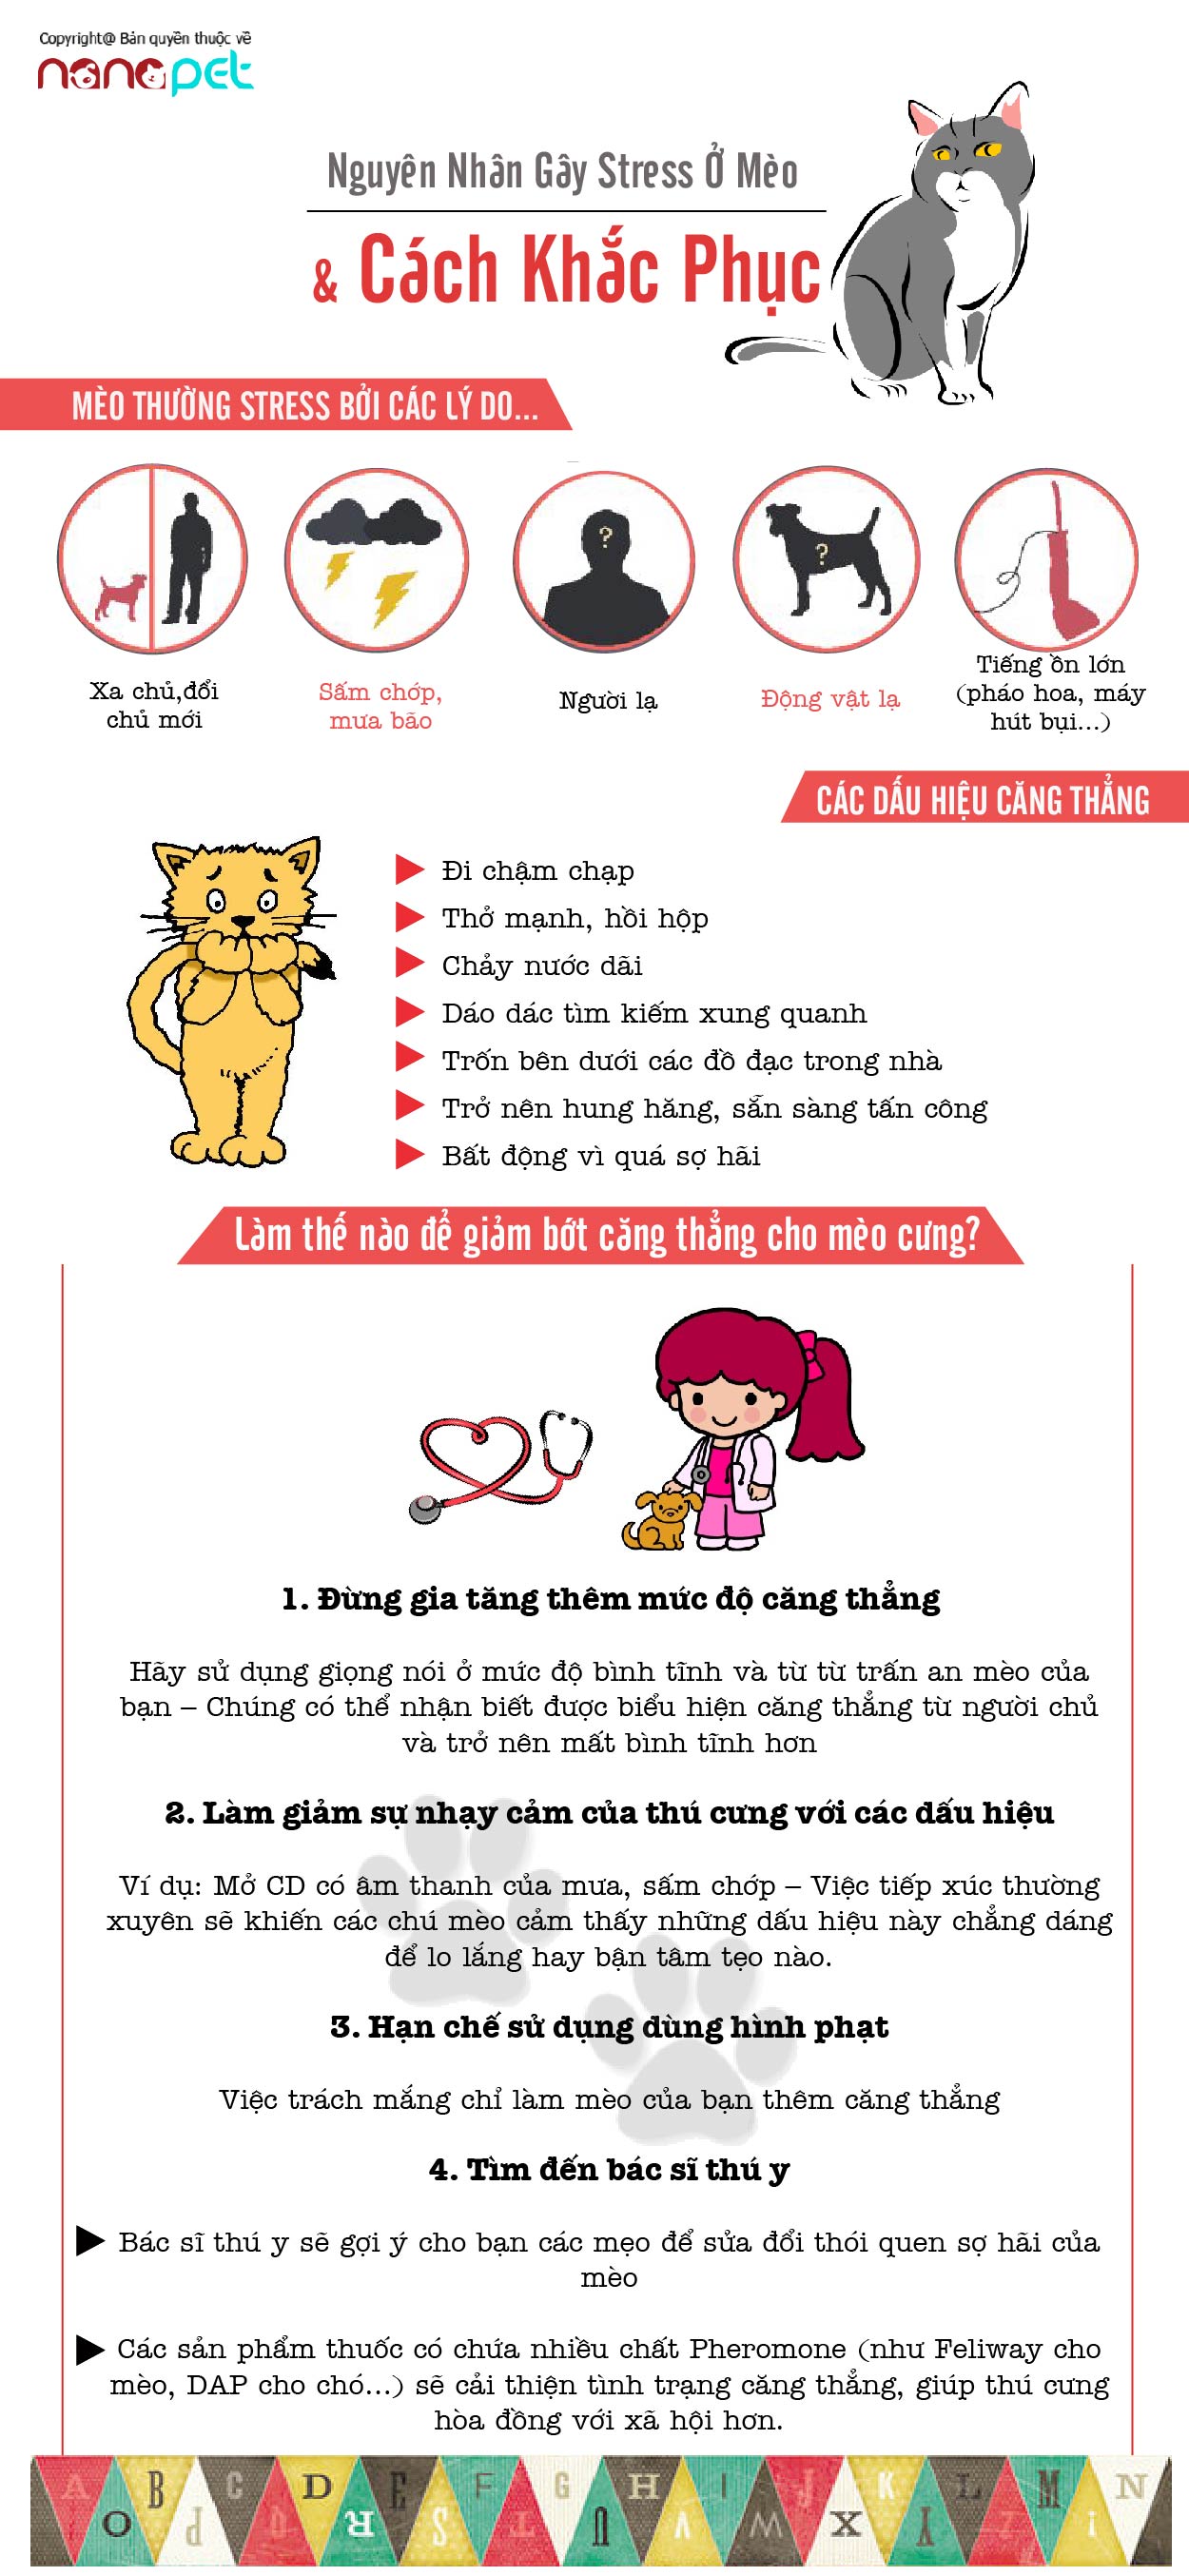 Copyright@ Bản quyền thuộc về
nanopet
Nguyên Nhân Gây Stress Ở Mèo
& Cách Khắc Phục
MÈO THƯỜNG STRESS BỞI CÁC LÝ DO...
?
?
Xa chủ,đổi
chủ mới
Sấm chớp,
mưa bão
Người lạ
Động vật lạ
Tiếng ồn lớn
(pháo hoa, máy
hút bụi...)
CÁC DẤU HIỆU CĂNG THẲNG
Đi chậm chạp
Thở mạnh, hồi hộp
Chảy nước dãi
Dáo dác tìm kiếm xung quanh
Trốn bên dưới các đồ đạc trong nhà
Trở nên hung hăng, sẵn sàng tấn công
Bất động vì quá sợ hãi
Làm thế nào để giảm bớt căng thẳng cho mèo cưng?
1. Đừng gia tăng thêm mức độ căng thẳng
Hãy sử dụng giọng nói ở mức độ bình tĩnh và từ từ trấn an mèo của
bạn – Chúng có thể nhận biết được biểu hiện căng thẳng từ người chủ
và trở nên mất bình tĩnh hơn
2. Làm giảm sự nhạy cảm của thú cưng với các dấu hiệu
Ví dụ: Mở CD có âm thanh của mưa, sấm chớp – Việc tiếp xúc thường
xuyên sẽ khiến các chú mèo cảm thấy những dấu hiệu này chẳng dáng
để lo lắng hay bận tâm tẹo nào.
3. Hạn chế sử dụng dùng hình phạt
Việc trách mắng chỉ làm mèo của bạn thêm căng thẳng
4. Tìm đến bác sĩ thú y
Bác sĩ thú y sẽ gợi ý cho bạn các mẹo để sửa đổi thói quen sợ hãi của
mèo
Các sản phẩm thuốc có chứa nhiều chất Pheromone (như Feliway cho
mèo, DAP cho chó...) sẽ cải thiện tình trạng căng thẳng, giúp thú cưng
hòa đồng với xã hội hơn.
A B C D E F G H I J K L M N
O P Q R S T U V W X Y Z !